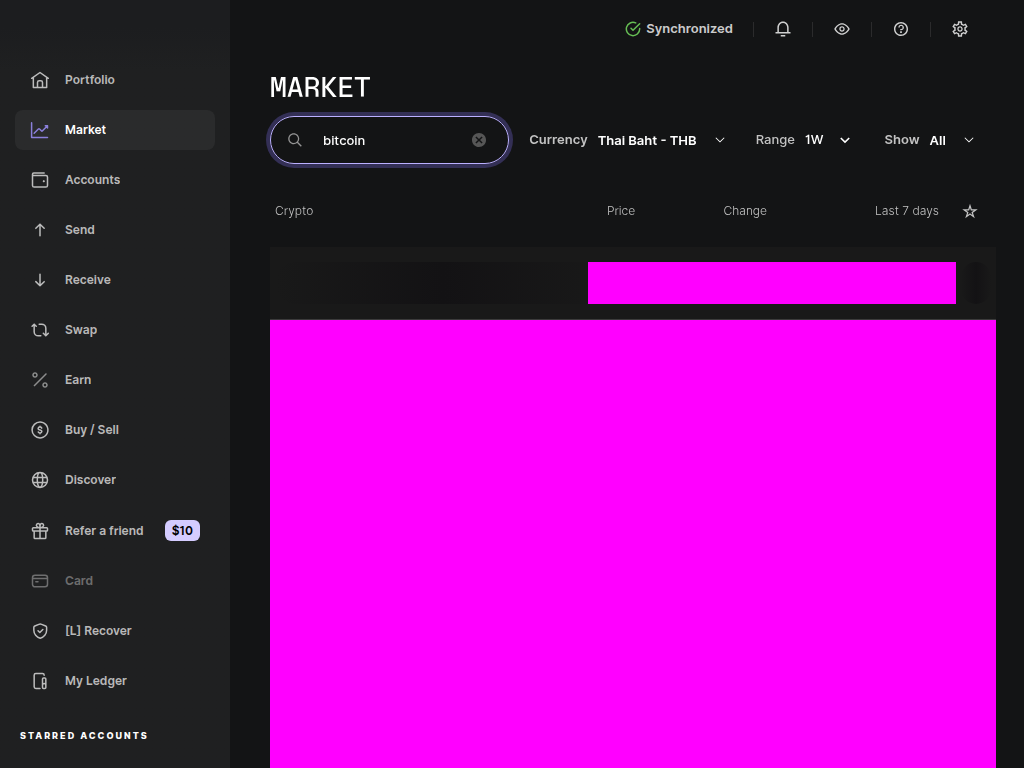 Synchronized
MARKET
bitcoin
Currency Thai Baht - THB
Range 1W
Show All
Crypto Price Change Last 7 days
Portfolio
Market
Accounts
Send
Receive
Swap
Earn
Buy / Sell
Discover
Refer a friend $10
Card
[L] Recover
My Ledger
STARRED ACCOUNTS